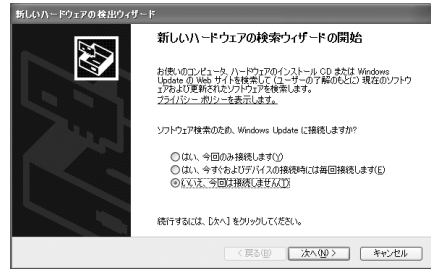 新しいハードウェアの検出ウィザード
新しいハードウェアの検索ウィザードの開始
お使いのコンピュータ、ハードウェアのインストール CD または Windows
Update の Web サイトを検索して (ユーザーの了解のもとに) 現在のソフトウ
ェアおよび更新されたソフトウェアを検索します。
プライバシー ポリシーを表示します。
ソフトウェア検索のため、Windows Update に接続しますか?
はい、今回のみ接続します(Y)
はい、今すぐおよびデバイスの接続時には毎回接続します(E)
いいえ、今回は接続しません(T)
続行するには、[次へ] をクリックしてください。
< 戻る(B)
次へ(N) >
キャンセル